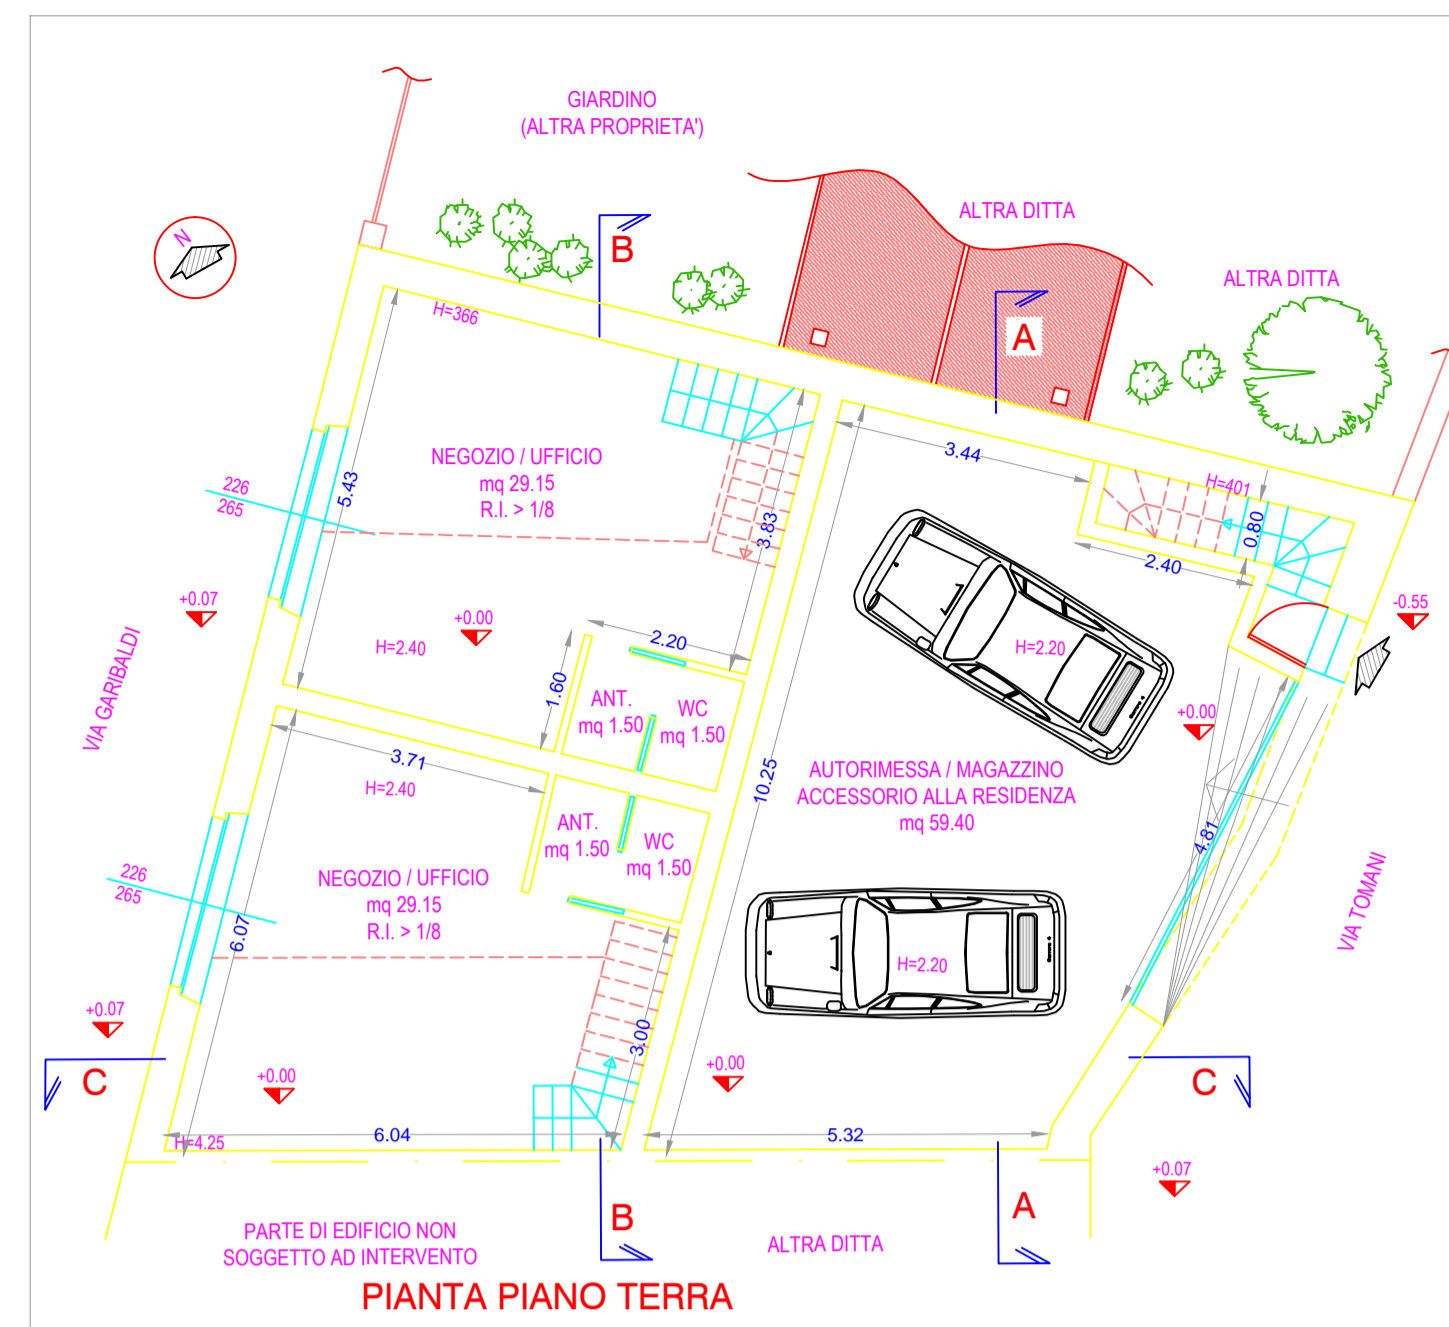 GIARDINO
(ALTRA PROPRIETA')
ALTRA DITTA
N
B
ALTRA DITTA
H=366
A
NEGOZIO / UFFICIO
mq 29.15
R.I. > 1/8
3.44
H=401
226
265
5.43
3.83
0.80
2.40
+0.07
+0.00
-0.55
H=2.40
2.20
H=2.20
VIA GARIBALDI
1.60
ANT.
mq 1.50
WC
mq 1.50
+0.00
3.71
H=2.40
10.25
AUTORIMESSA / MAGAZZINO
ACCESSORIO ALLA RESIDENZA
mq 59.40
ANT.
mq 1.50
WC
mq 1.50
4.81
226
265
NEGOZIO / UFFICIO
mq 29.15
R.I. > 1/8
6.07
VIA TOMANI
H=2.20
+0.07
3.00
+0.00
+0.00
C
C
H=4.25
6.04
5.32
+0.07
B
A
PARTE DI EDIFICIO NON
SOGGETTO AD INTERVENTO
ALTRA DITTA
PIANTA PIANO TERRA